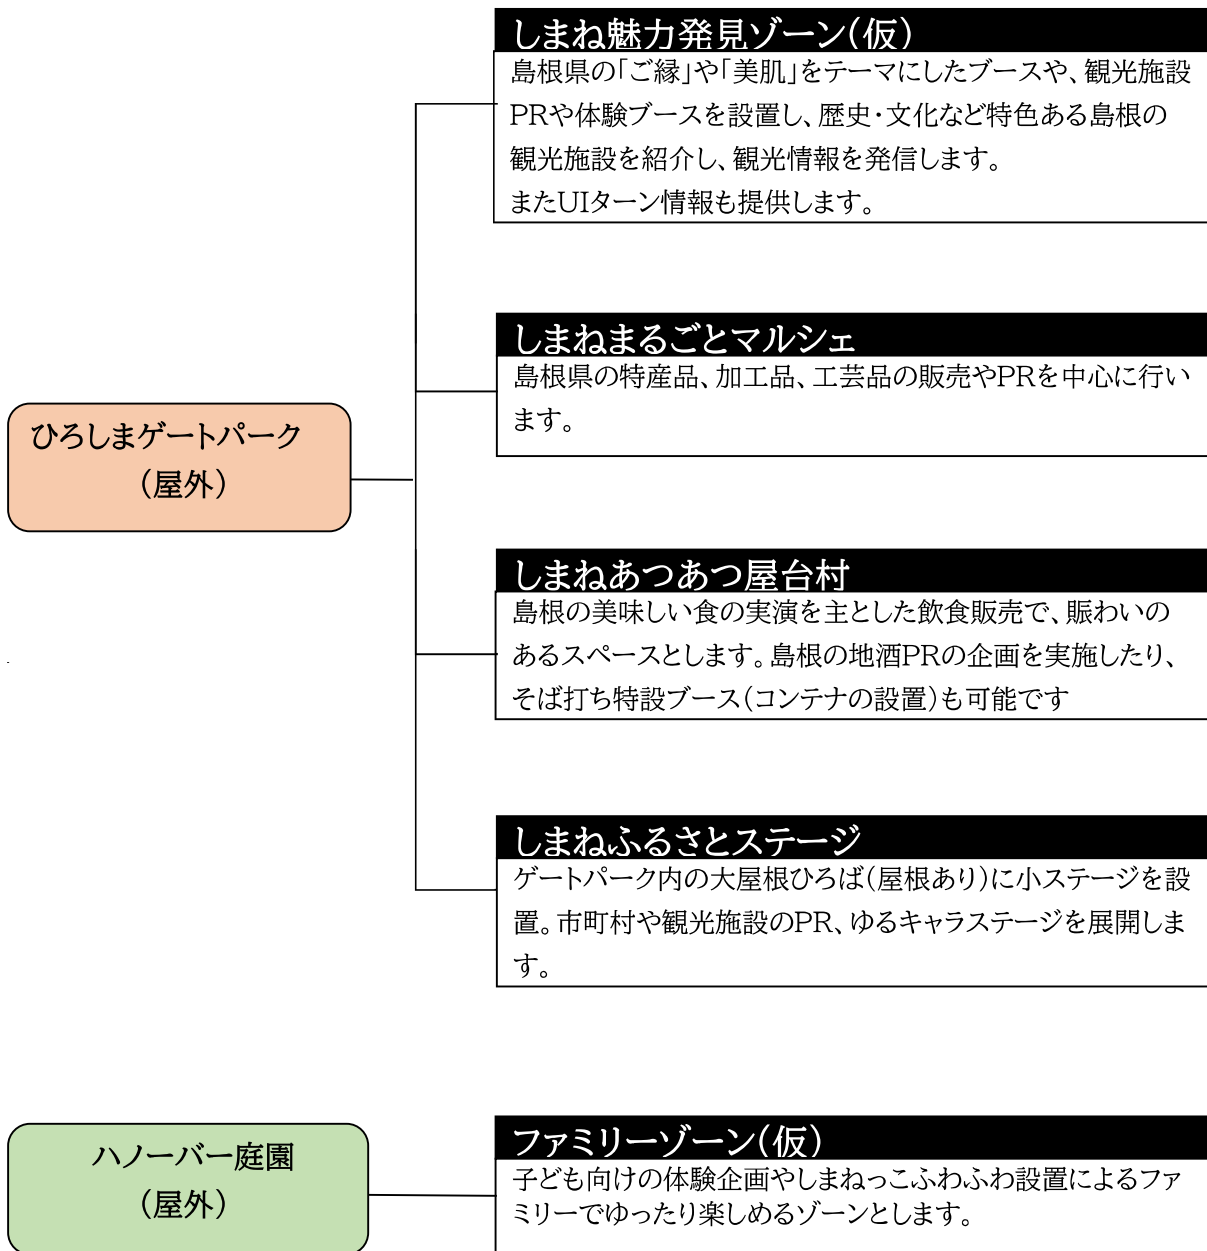 しまね魅力発見ゾーン（仮）
島根県の「ご縁」や「美肌」をテーマにしたブースや、観光施設
PRや体験ブースを設置し、歴史・文化など特色ある島根の
観光施設を紹介し、観光情報を発信します。
またUIターン情報も提供します。
しまねまるごとマルシェ
島根県の特産品、加工品、工芸品の販売やPRを中心に行い
ます。
ひろしまゲートパーク
（屋外）
しまねあつあつ屋台村
島根の美味しい食の実演を主とした飲食販売で、賑わいの
あるスペースとします。島根の地酒PRの企画を実施したり、
そば打ち特設ブース（コンテナの設置）も可能です
しまねふるさとステージ
ゲートパーク内の大屋根ひろば（屋根あり）に小ステージを設
置。市町村や観光施設のPR、ゆるキャラステージを展開しま
す。
ハノーバー庭園
（屋外）
ファミリーゾーン（仮）
子ども向けの体験企画やしまねっこふわふわ設置によるファ
ミリーでゆったり楽しめるゾーンとします。